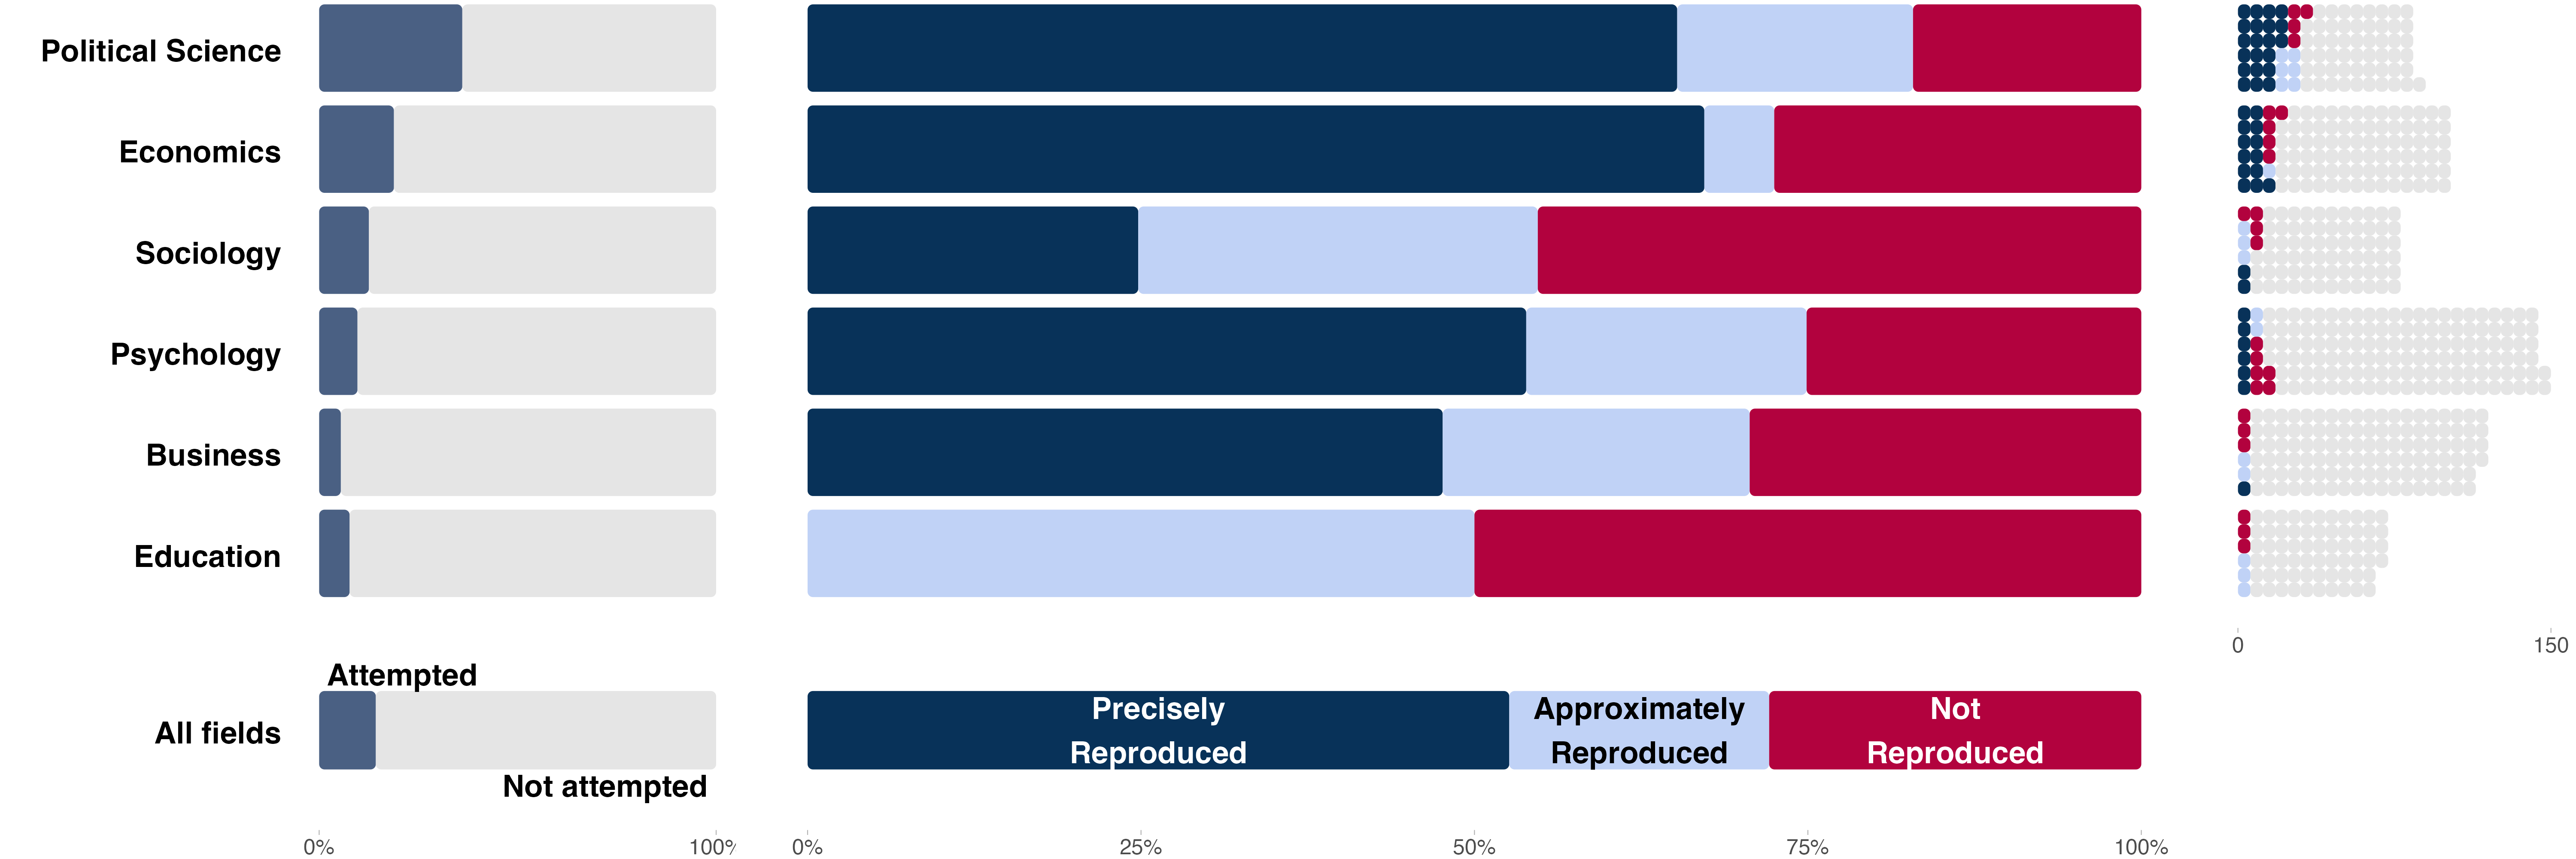 Political Science
Economics
Sociology
Psychology
Business
Education
0 150
Attempted
All fields
Precisely
Reproduced
Approximately
Reproduced
Not
Reproduced
Not attempted
0% 100%
0% 25% 50% 75% 100%